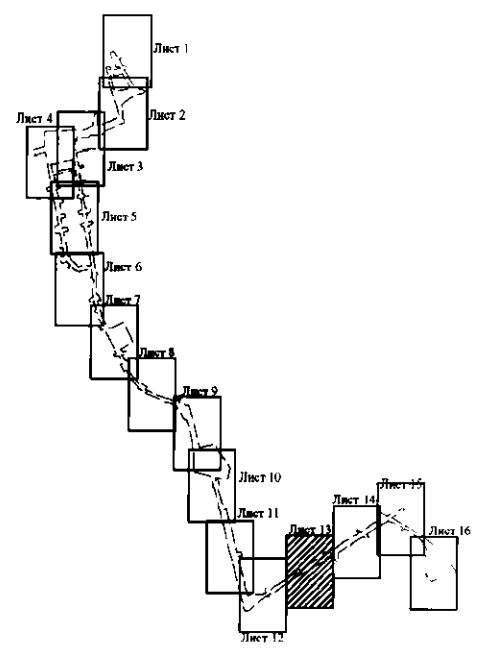 Лист 1
Лист 2
Лист 4
Лист 3
Лист 5
Лист 6
Лист 7
Лист 8
Лист 9
Лист 10
Лист 15
Лист 14
Лист 11
Лист 13
Лист 16
Лист 12